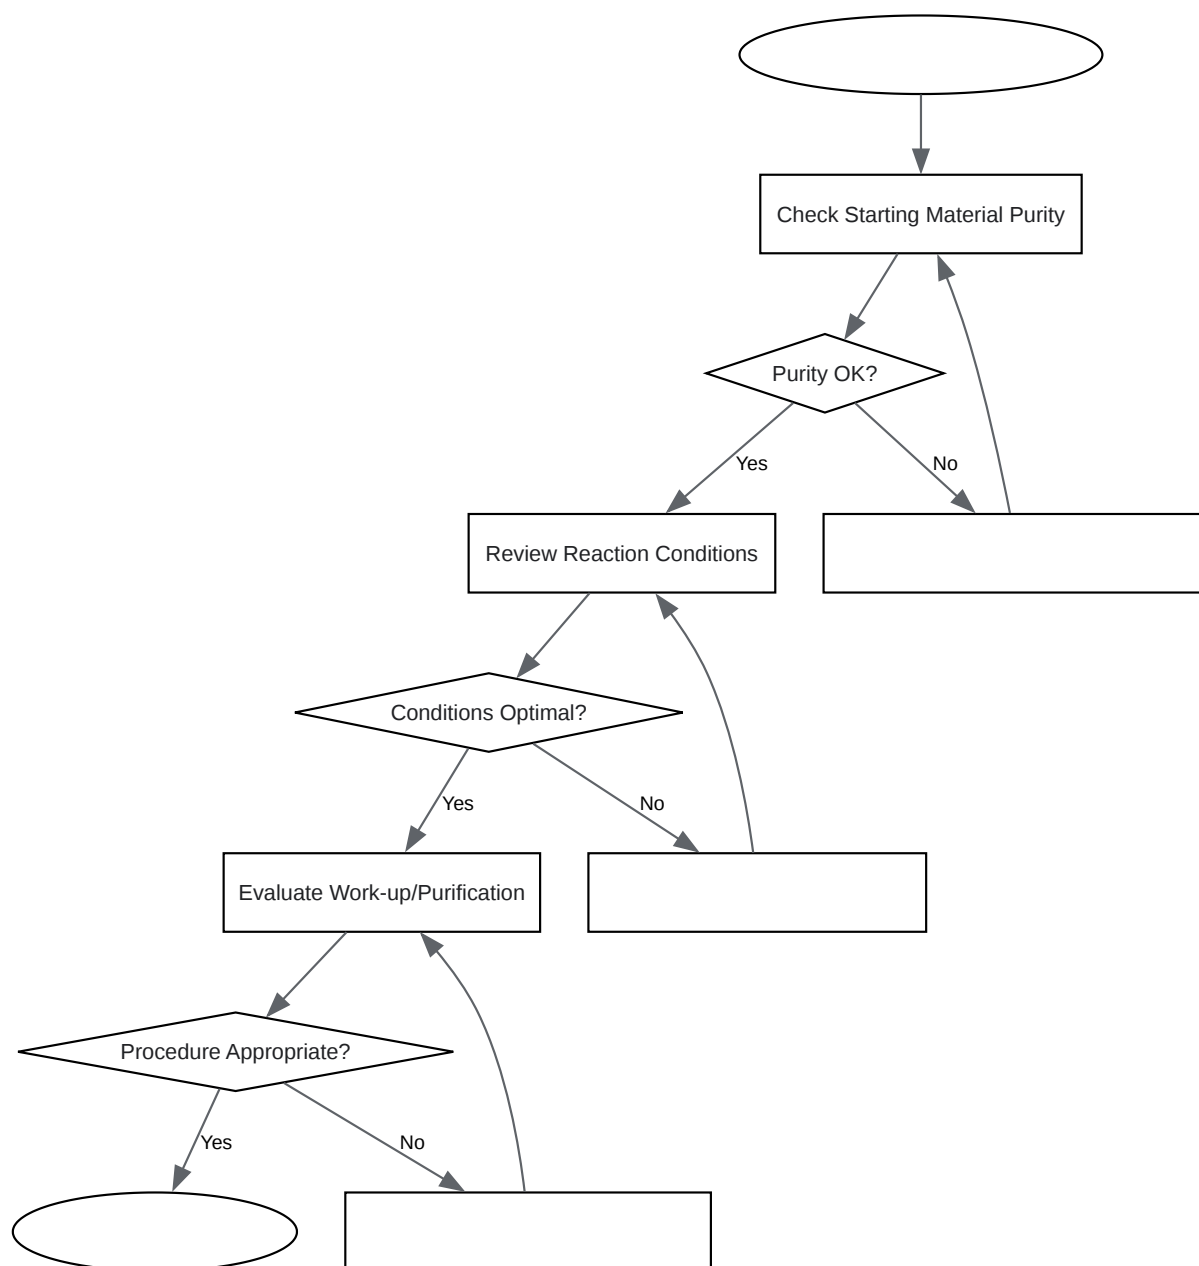 Check Starting Material Purity
Purity OK?
Yes
No
Review Reaction Conditions
Conditions Optimal?
Yes
No
Evaluate Work-up/Purification
Procedure Appropriate?
Yes
No